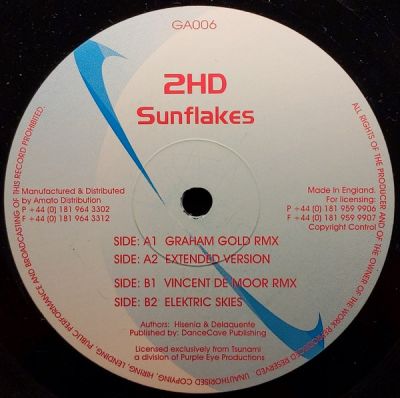 GA006
2HD
Sunflakes
Manufactured & Distributed
by Amato Distribution
P +44 (0) 181 964 3302
F +44 (0) 181 964 3312
Made in England.
For licensing:
P +44 (0) 181 959 9906
F +44 (0) 181 959 9907
Copyright Control
SIDE: A1 GRAHAM GOLD RMX
SIDE: A2 EXTENDED VERSION
SIDE: B1 VINCENT DE MOOR RMX
SIDE: B2 ELEKTRIC SKIES
Authors: Hisenia & Delaquente
Published by: DanceCave Publishing
Licensed exclusively from Tsunami
a division of Purple Eye Productions
ALL RIGHTS OF THE PRODUCER AND OF THE OWNER OF THE WORK REPRODUCED RESERVED. UNAUTHORISED COPYING, HIRING, LENDING, PUBLIC PERFORMANCE AND BROADCASTING OF THIS RECORD PROHIBITED.